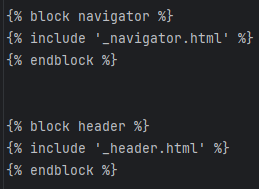 {% block navigator %}
{% include '_navigator.html' %}
{% endblock %}
{% block header %}
{% include '_header.html' %}
{% endblock %}